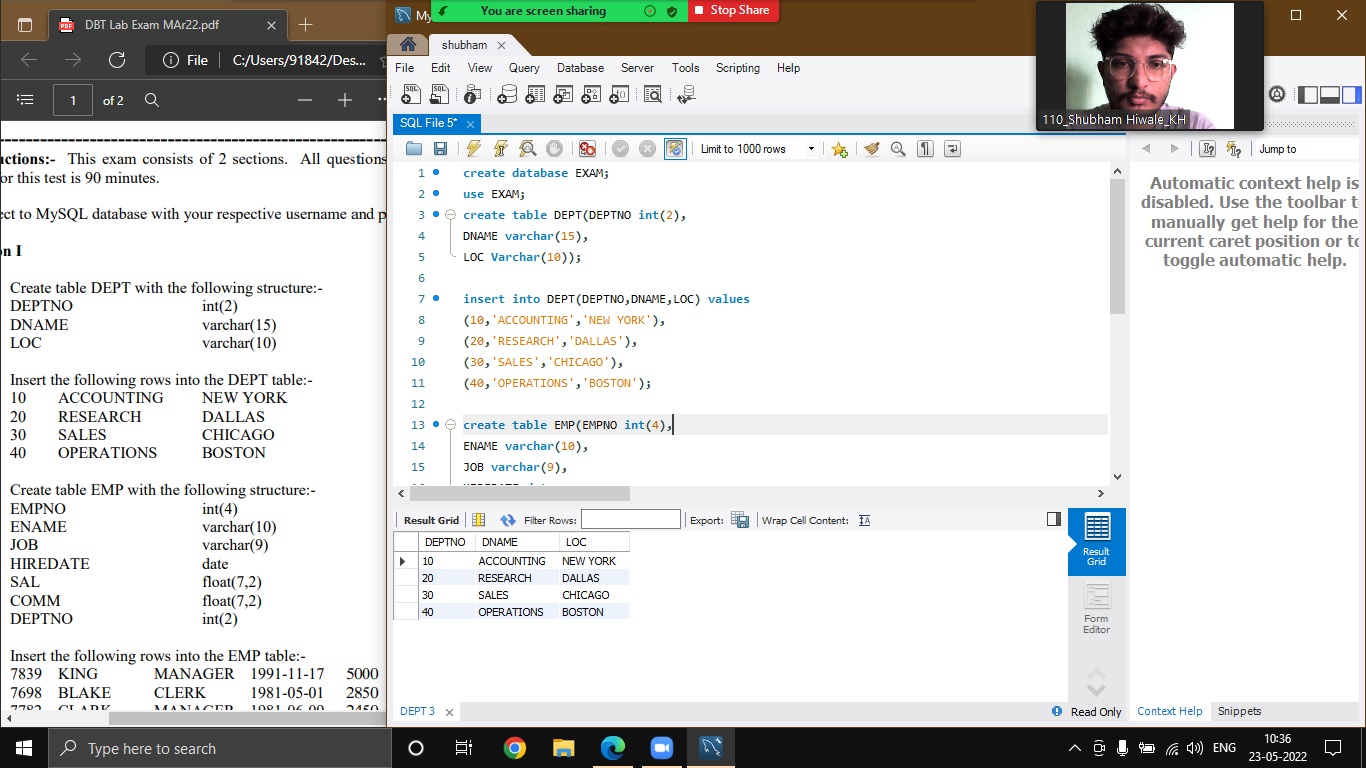 DBT Lab Exam MAr22.pdf
File C:/Users/91842/Des...
1 of 2
uctions:- This exam consists of 2 sections. All questions
or this test is 90 minutes.
ect to MySQL database with your respective username and p
on I
Create table DEPT with the following structure:-
DEPTNO int(2)
DNAME varchar(15)
LOC varchar(10)
Insert the following rows into the DEPT table:-
10 ACCOUNTING NEW YORK
20 RESEARCH DALLAS
30 SALES CHICAGO
40 OPERATIONS BOSTON
Create table EMP with the following structure:-
EMPNO int(4)
ENAME varchar(10)
JOB varchar(9)
HIREDATE date
SAL float(7,2)
COMM float(7,2)
DEPTNO int(2)
Insert the following rows into the EMP table:-
7839 KING MANAGER 1991-11-17 5000
7698 BLAKE CLERK 1981-05-01 2850
7782 CLARK MANAGER 1981-06-09 2450
My
You are screen sharing
Stop Share
shubham
File Edit View Query Database Server Tools Scripting Help
SQL SQL
110_Shubham Hiwale_KH
SQL File 5*
Limit to 1000 rows
Jump to
1 create database EXAM;
2 use EXAM;
3 create table DEPT(DEPTNO int(2),
4 DNAME varchar(15),
5 LOC Varchar(10));
6
7 insert into DEPT(DEPTNO,DNAME,LOC) values
8 (10,'ACCOUNTING','NEW YORK'),
9 (20,'RESEARCH','DALLAS'),
10 (30,'SALES','CHICAGO'),
11 (40,'OPERATIONS','BOSTON');
12
13 create table EMP(EMPNO int(4),
14 ENAME varchar(10),
15 JOB varchar(9),
Automatic context help is
disabled. Use the toolbar t
manually get help for the
current caret position or to
toggle automatic help.
Result Grid Filter Rows: Export: Wrap Cell Content:
DEPTNO DNAME LOC
10 ACCOUNTING NEW YORK
20 RESEARCH DALLAS
30 SALES CHICAGO
40 OPERATIONS BOSTON
Result
Grid
Form
Editor
DEPT 3
Read Only
Context Help Snippets
Type here to search
ENG
10:36
23-05-2022